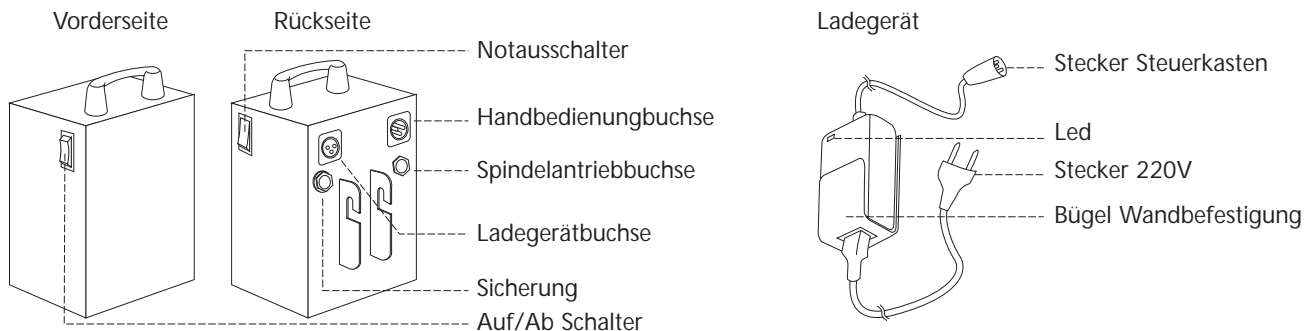 Vorderseite
Rückseite
Notausschalter
Handbedienungbuchse
Spindelantriebbuchse
Ladegerätbuchse
Sicherung
Auf/Ab Schalter
Ladegerät
Stecker Steuerkasten
Led
Stecker 220V
Bügel Wandbefestigung